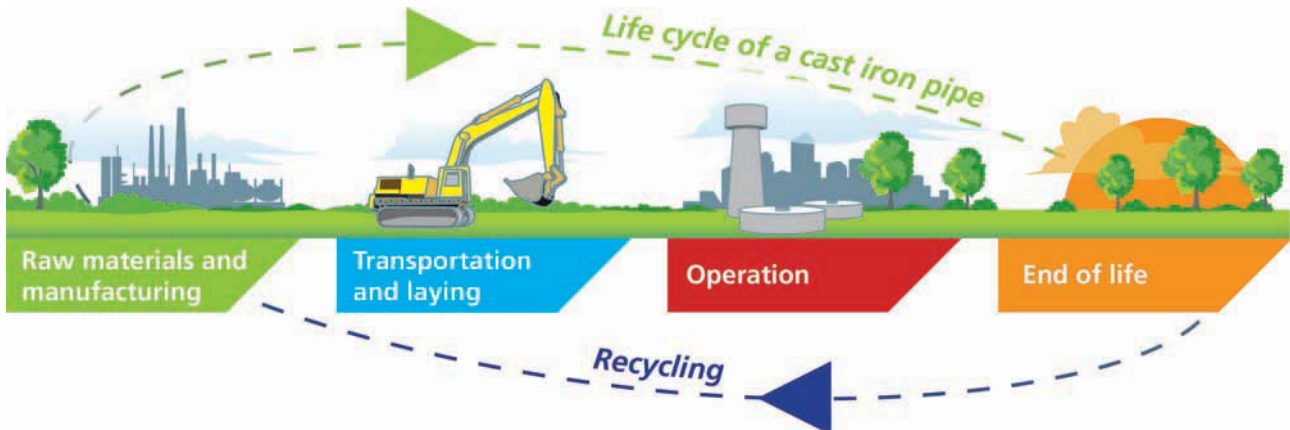 Life cycle of a cast iron pipe
Raw materials and
manufacturing
Transportation
and laying
Operation
End of life
Recycling